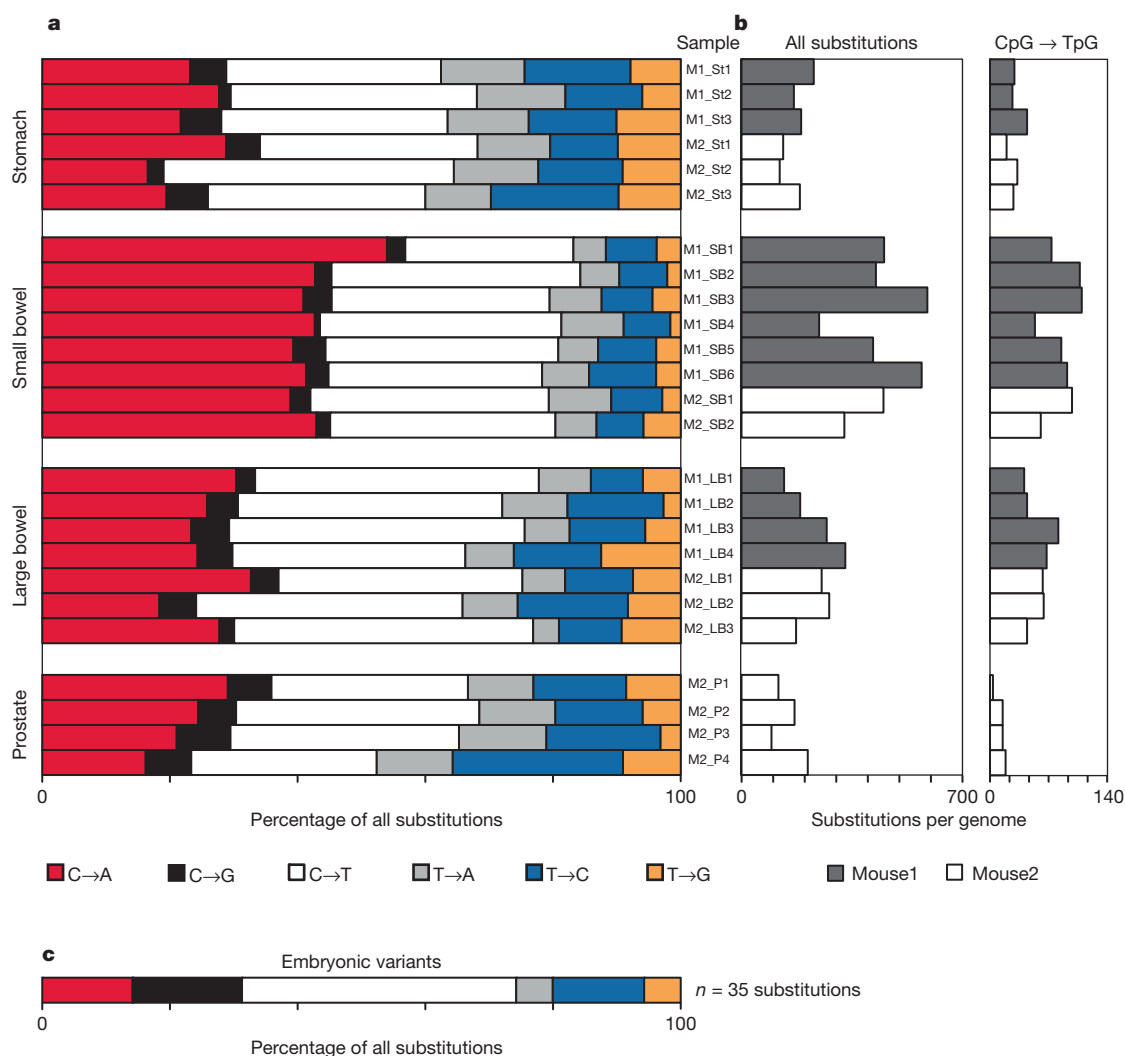 a
b
Sample
All substitutions
CpG → TpG
Stomach
M1_St1
M1_St2
M1_St3
M2_St1
M2_St2
M2_St3
Small bowel
M1_SB1
M1_SB2
M1_SB3
M1_SB4
M1_SB5
M1_SB6
M2_SB1
M2_SB2
Large bowel
M1_LB1
M1_LB2
M1_LB3
M1_LB4
M2_LB1
M2_LB2
M2_LB3
Prostate
M2_P1
M2_P2
M2_P3
M2_P4
0 100
0 700
0 140
Percentage of all substitutions
Substitutions per genome
C→A C→G C→T T→A T→C T→G
Mouse1 Mouse2
c
Embryonic variants
n = 35 substitutions
0 100
Percentage of all substitutions